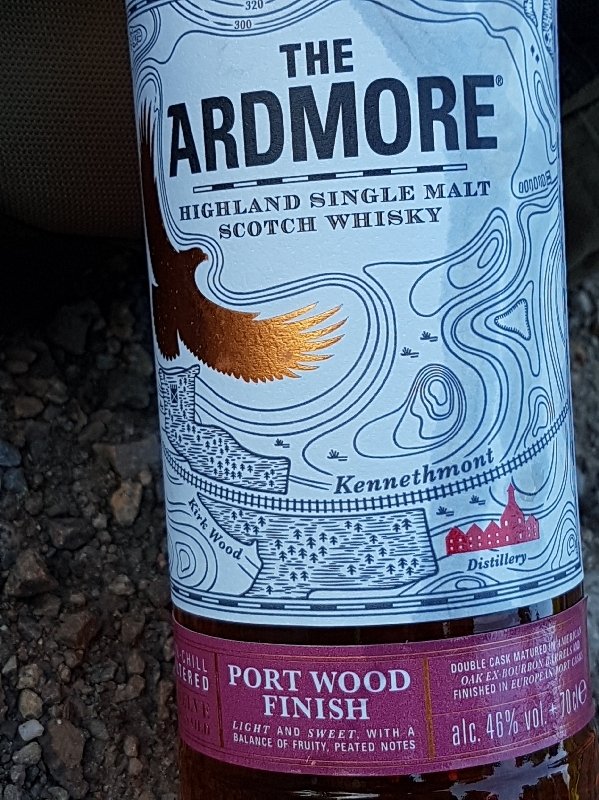 320
300
THE
ARDMORE®
HIGHLAND SINGLE MALT
SCOTCH WHISKY
Kennethmont
Kirk Wood
Distillery
CHILL
TERED
PORT WOOD
FINISH
LIGHT AND SWEET, WITH A
BALANCE OF FRUITY, PEATED NOTES
DOUBLE CASK MATURED IN AMERICAN
OAK EX-BOURBON BARRELS AND
FINISHED IN EUROPEAN PORT CASKS
alc. 46% vol. 70cl e